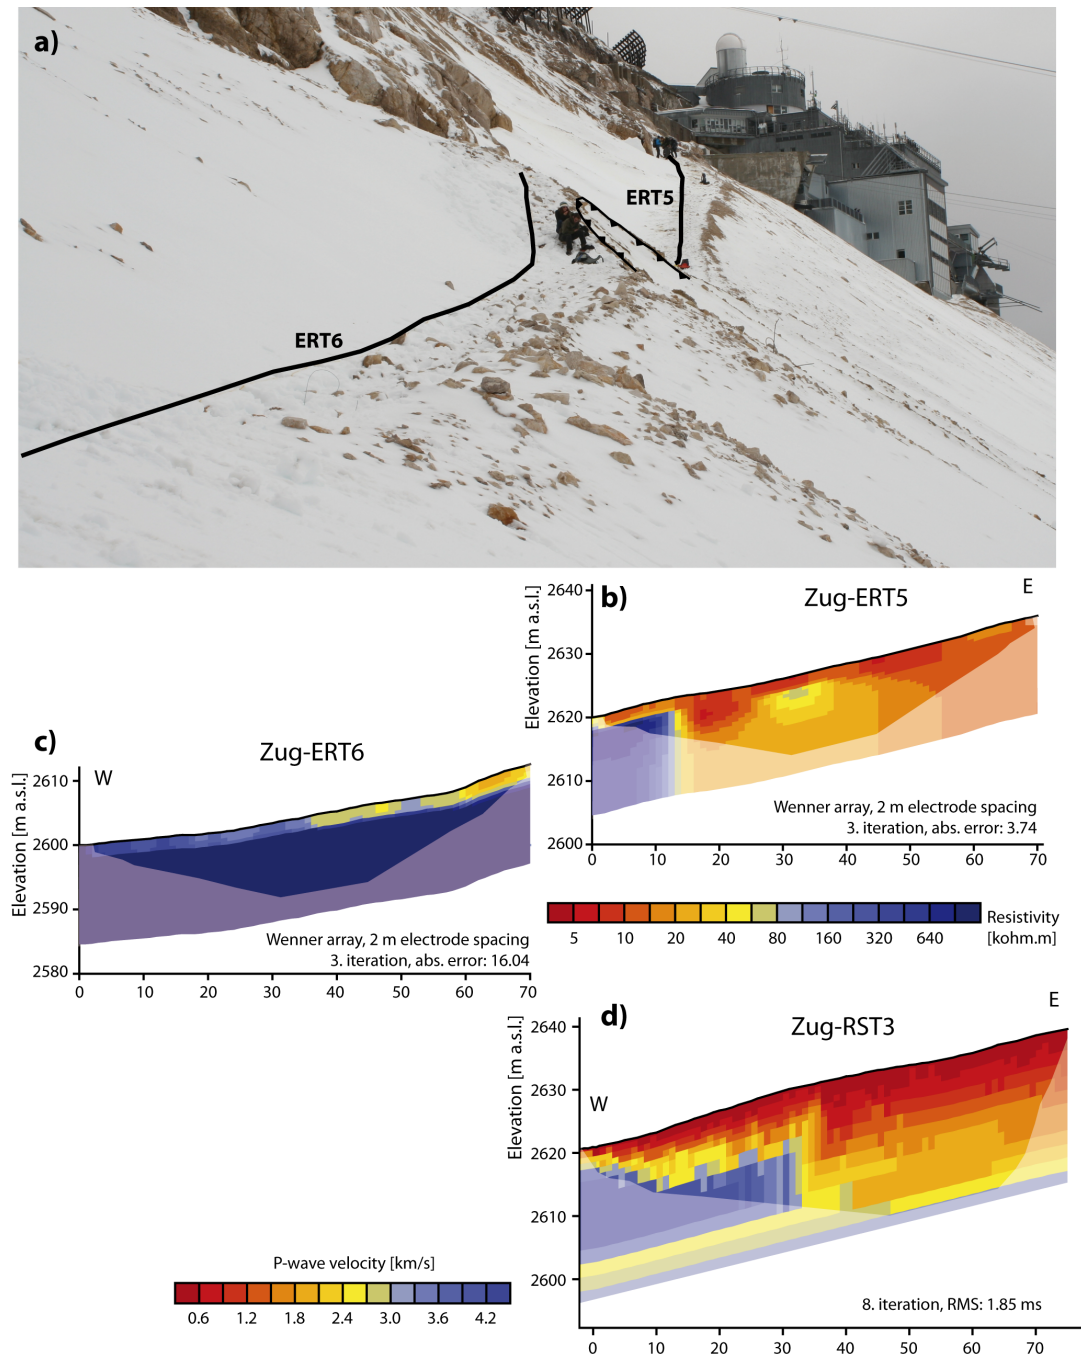 a)
ERT5
ERT6
b)
Zug-ERT5
E
Elevation [m a.s.l.]
2640
2630
2620
2610
2600
Wenner array, 2 m electrode spacing
3. iteration, abs. error: 3.74
0 10 20 30 40 50 60 70
c)
Zug-ERT6
W
Elevation [m a.s.l.]
2610
2600
2590
2580
Wenner array, 2 m electrode spacing
3. iteration, abs. error: 16.04
0 10 20 30 40 50 60 70
Resistivity
[kohm.m]
5 10 20 40 80 160 320 640
d)
Zug-RST3
E
W
Elevation [m a.s.l.]
2640
2630
2620
2610
2600
8. iteration, RMS: 1.85 ms
0 10 20 30 40 50 60 70
P-wave velocity [km/s]
0.6 1.2 1.8 2.4 3.0 3.6 4.2